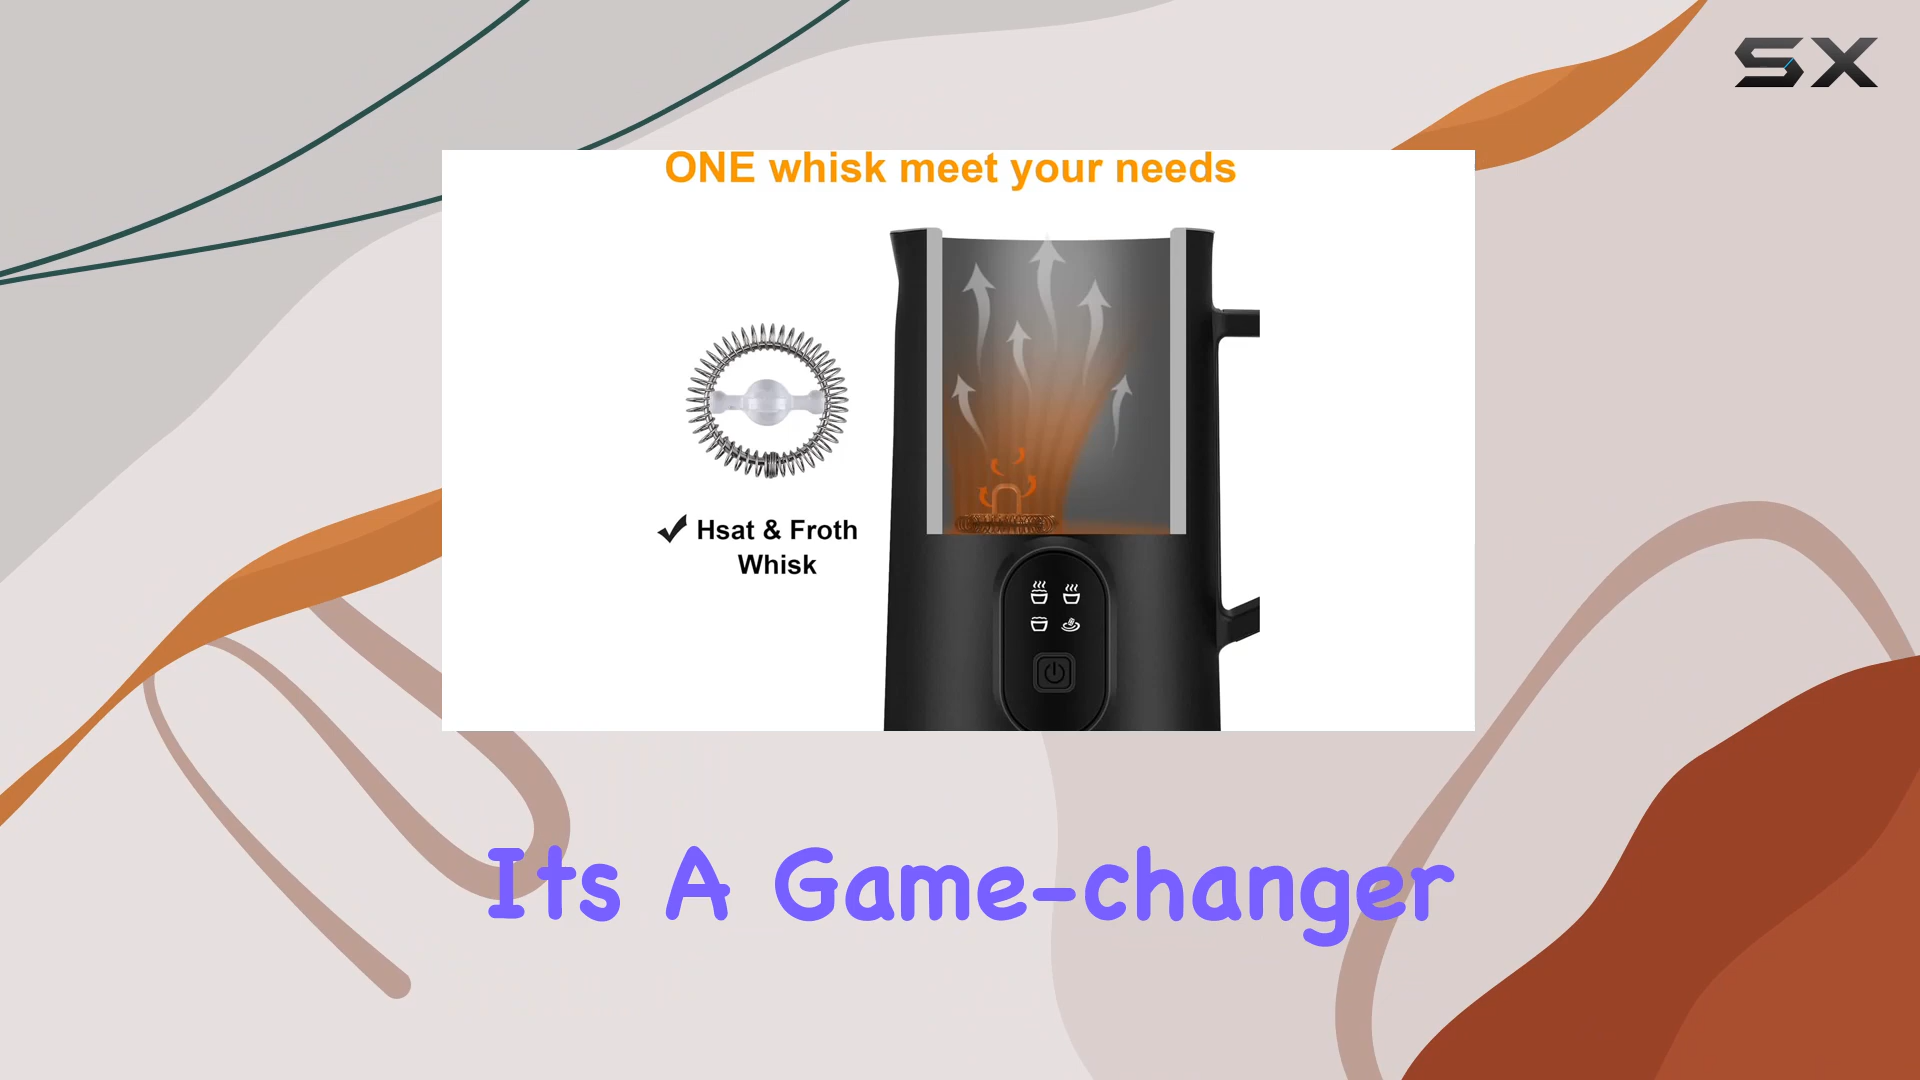 SX
ONE whisk meet your needs
Hsat & Froth
Whisk
Its A Game-changer